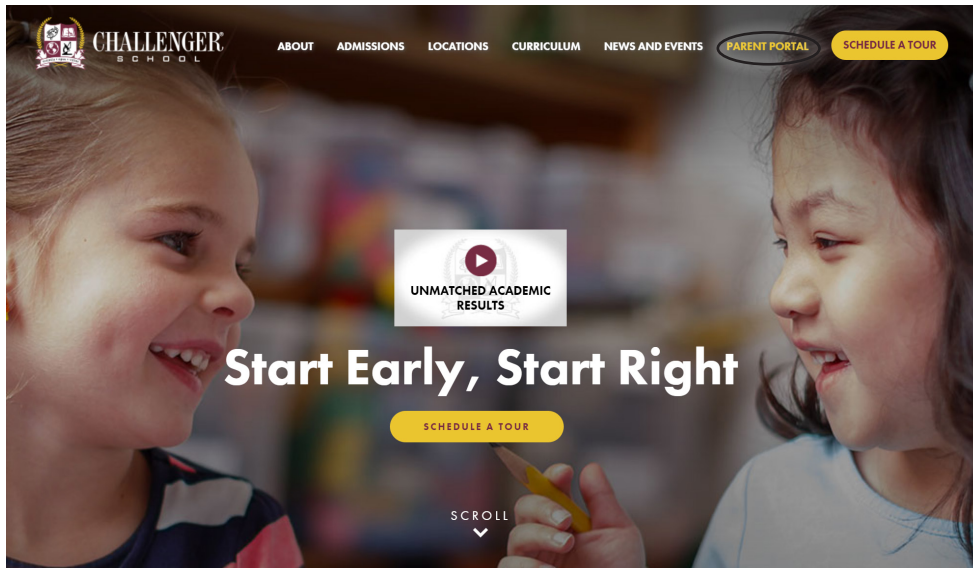 CHALLENGER
SCHOOL
ABOUT ADMISSIONS LOCATIONS CURRICULUM NEWS AND EVENTS PARENT PORTAL SCHEDULE A TOUR
UNMATCHED ACADEMIC
RESULTS
Start Early, Start Right
SCHEDULE A TOUR
SCROLL